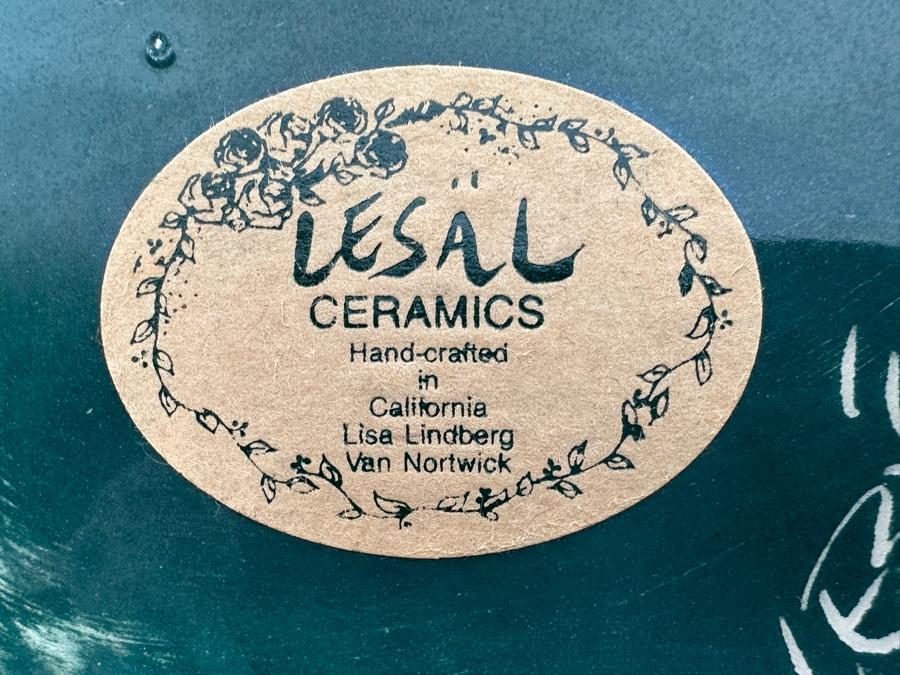 LESÄL
CERAMICS
Hand-crafted
in
California
Lisa Lindberg
Van Nortwick